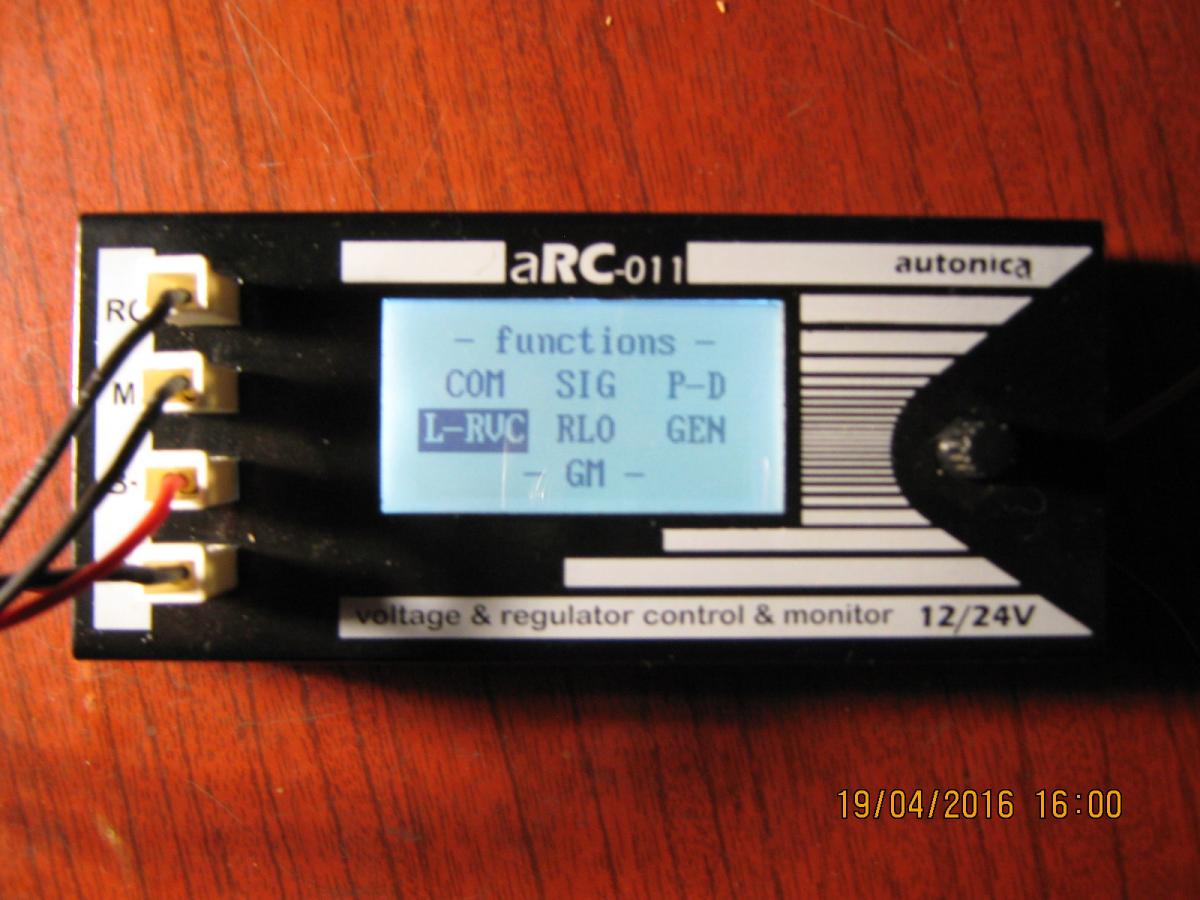 aRC-011
autonica
- functions -
COM SIG P-D
L-RVC RLO GEN
- GM -
M
voltage & regulator control & monitor 12/24V
19/04/2016 16:00